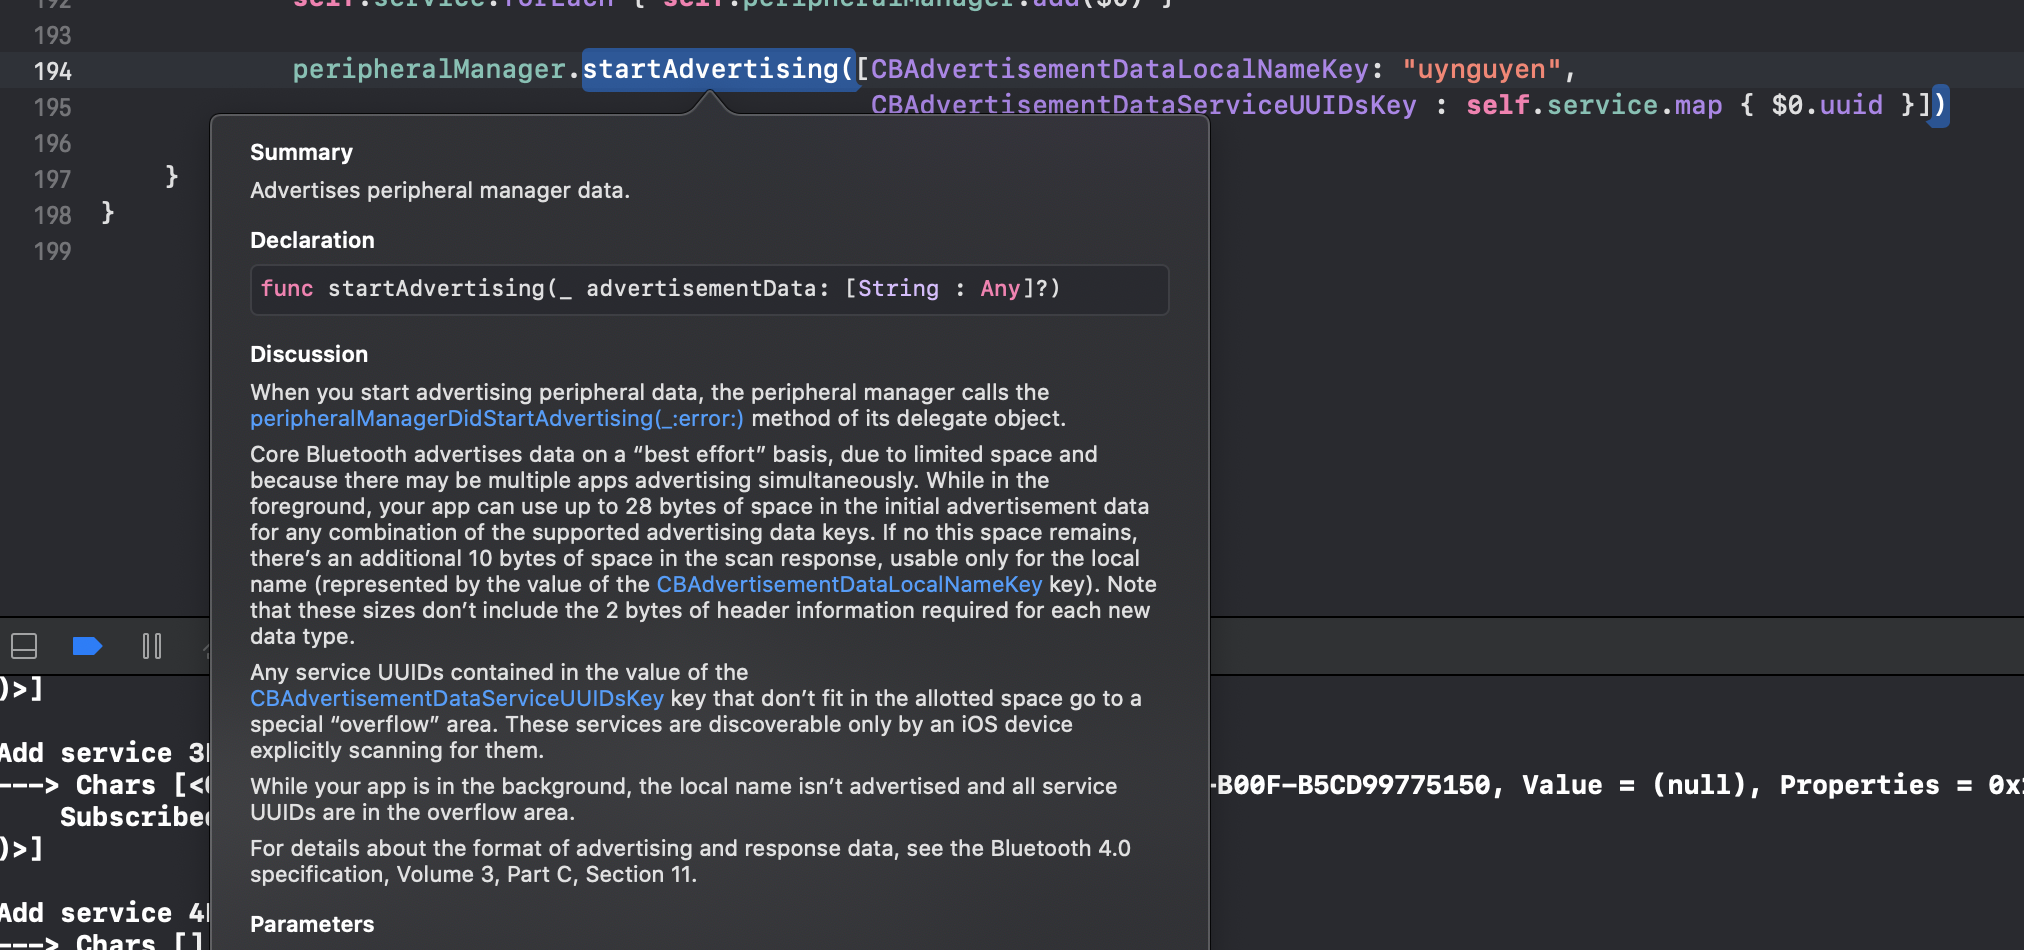 192 self.service.forEach { self.peripheralManager.add($0) }
193
194 peripheralManager.startAdvertising([CBAdvertisementDataLocalNameKey: "uynguyen",
195 CBAdvertisementDataServiceUUIDsKey : self.service.map { $0.uuid }])
196
197 }
198 }
199
Summary
Advertises peripheral manager data.
Declaration
func startAdvertising(_ advertisementData: [String : Any]?)
Discussion
When you start advertising peripheral data, the peripheral manager calls the
peripheralManagerDidStartAdvertising(_:error:) method of its delegate object.
Core Bluetooth advertises data on a “best effort” basis, due to limited space and
because there may be multiple apps advertising simultaneously. While in the
foreground, your app can use up to 28 bytes of space in the initial advertisement data
for any combination of the supported advertising data keys. If no this space remains,
there’s an additional 10 bytes of space in the scan response, usable only for the local
name (represented by the value of the CBAdvertisementDataLocalNameKey key). Note
that these sizes don’t include the 2 bytes of header information required for each new
data type.
Any service UUIDs contained in the value of the
CBAdvertisementDataServiceUUIDsKey key that don’t fit in the allotted space go to a
special “overflow” area. These services are discoverable only by an iOS device
explicitly scanning for them.
While your app is in the background, the local name isn’t advertised and all service
UUIDs are in the overflow area.
For details about the format of advertising and response data, see the Bluetooth 4.0
specification, Volume 3, Part C, Section 11.
Parameters
)>]
Add service 3
---> Chars [< -B00F-B5CD99775150, Value = (null), Properties = 0x
Subscribed
)>]
Add service 4
---> Chars []